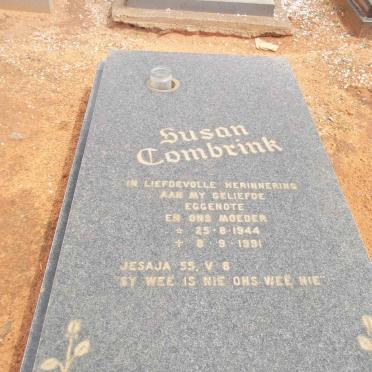 Susan
Combrink
IN LIEFDEVOLLE HERINNERING
AAN MY GELIEFDE
EGGENOTE
EN ONS MOEDER
☆ 25·8·1944
✝ 8·9·1991
JESAJA 55, V 8
"SY WEË IS NIE ONS WEË NIE"